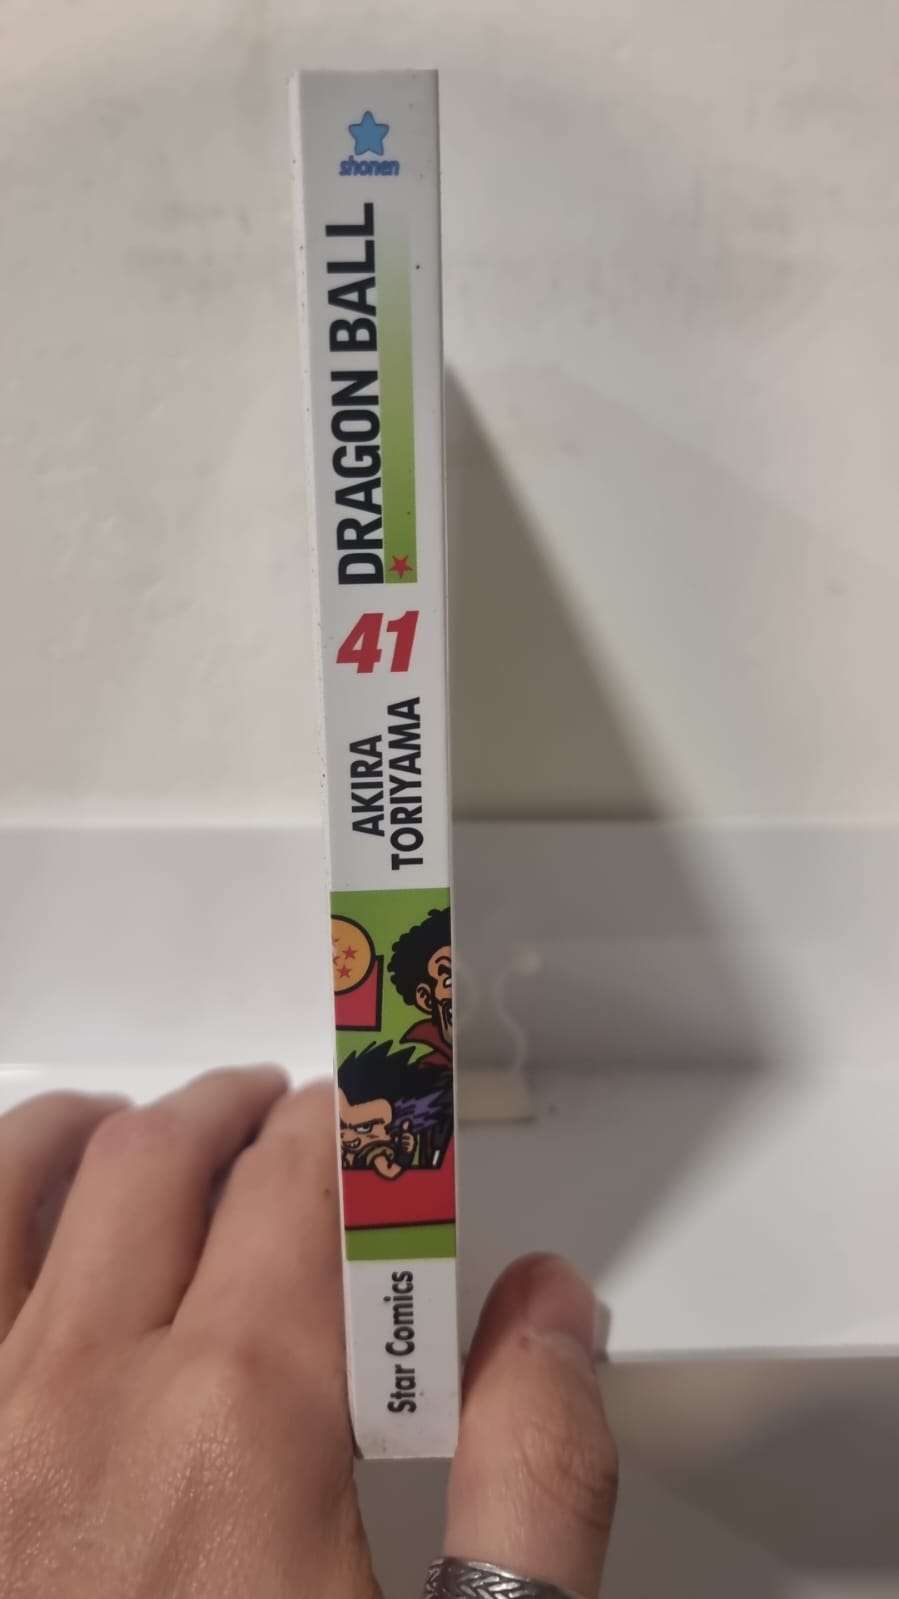 shonen
DRAGON BALL
41
AKIRA
TORIYAMA
Star Comics